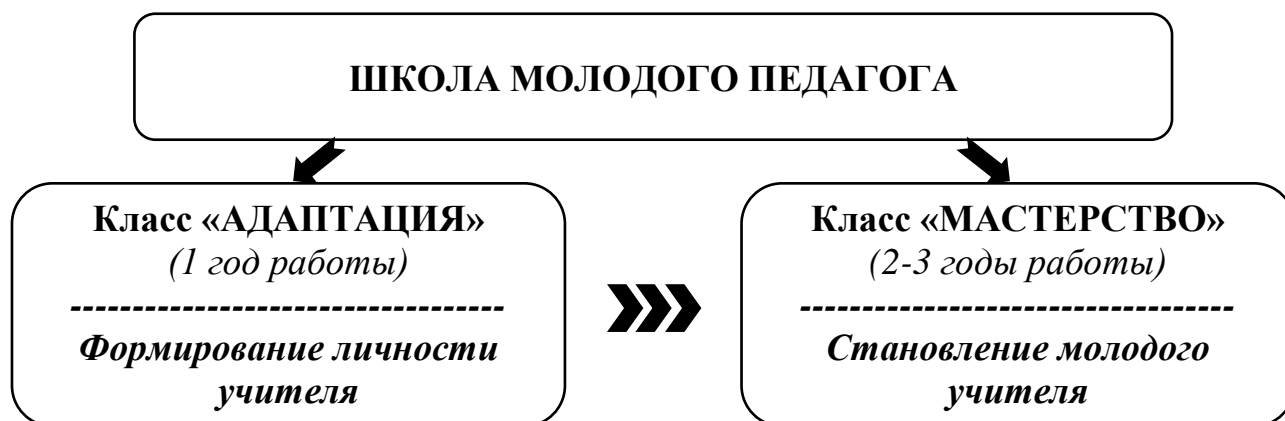 ШКОЛА МОЛОДОГО ПЕДАГОГА
Класс «АДАПТАЦИЯ»
(1 год работы)
-----------------------------------
Формирование личности
учителя
Класс «МАСТЕРСТВО»
(2-3 годы работы)
-----------------------------------
Становление молодого
учителя